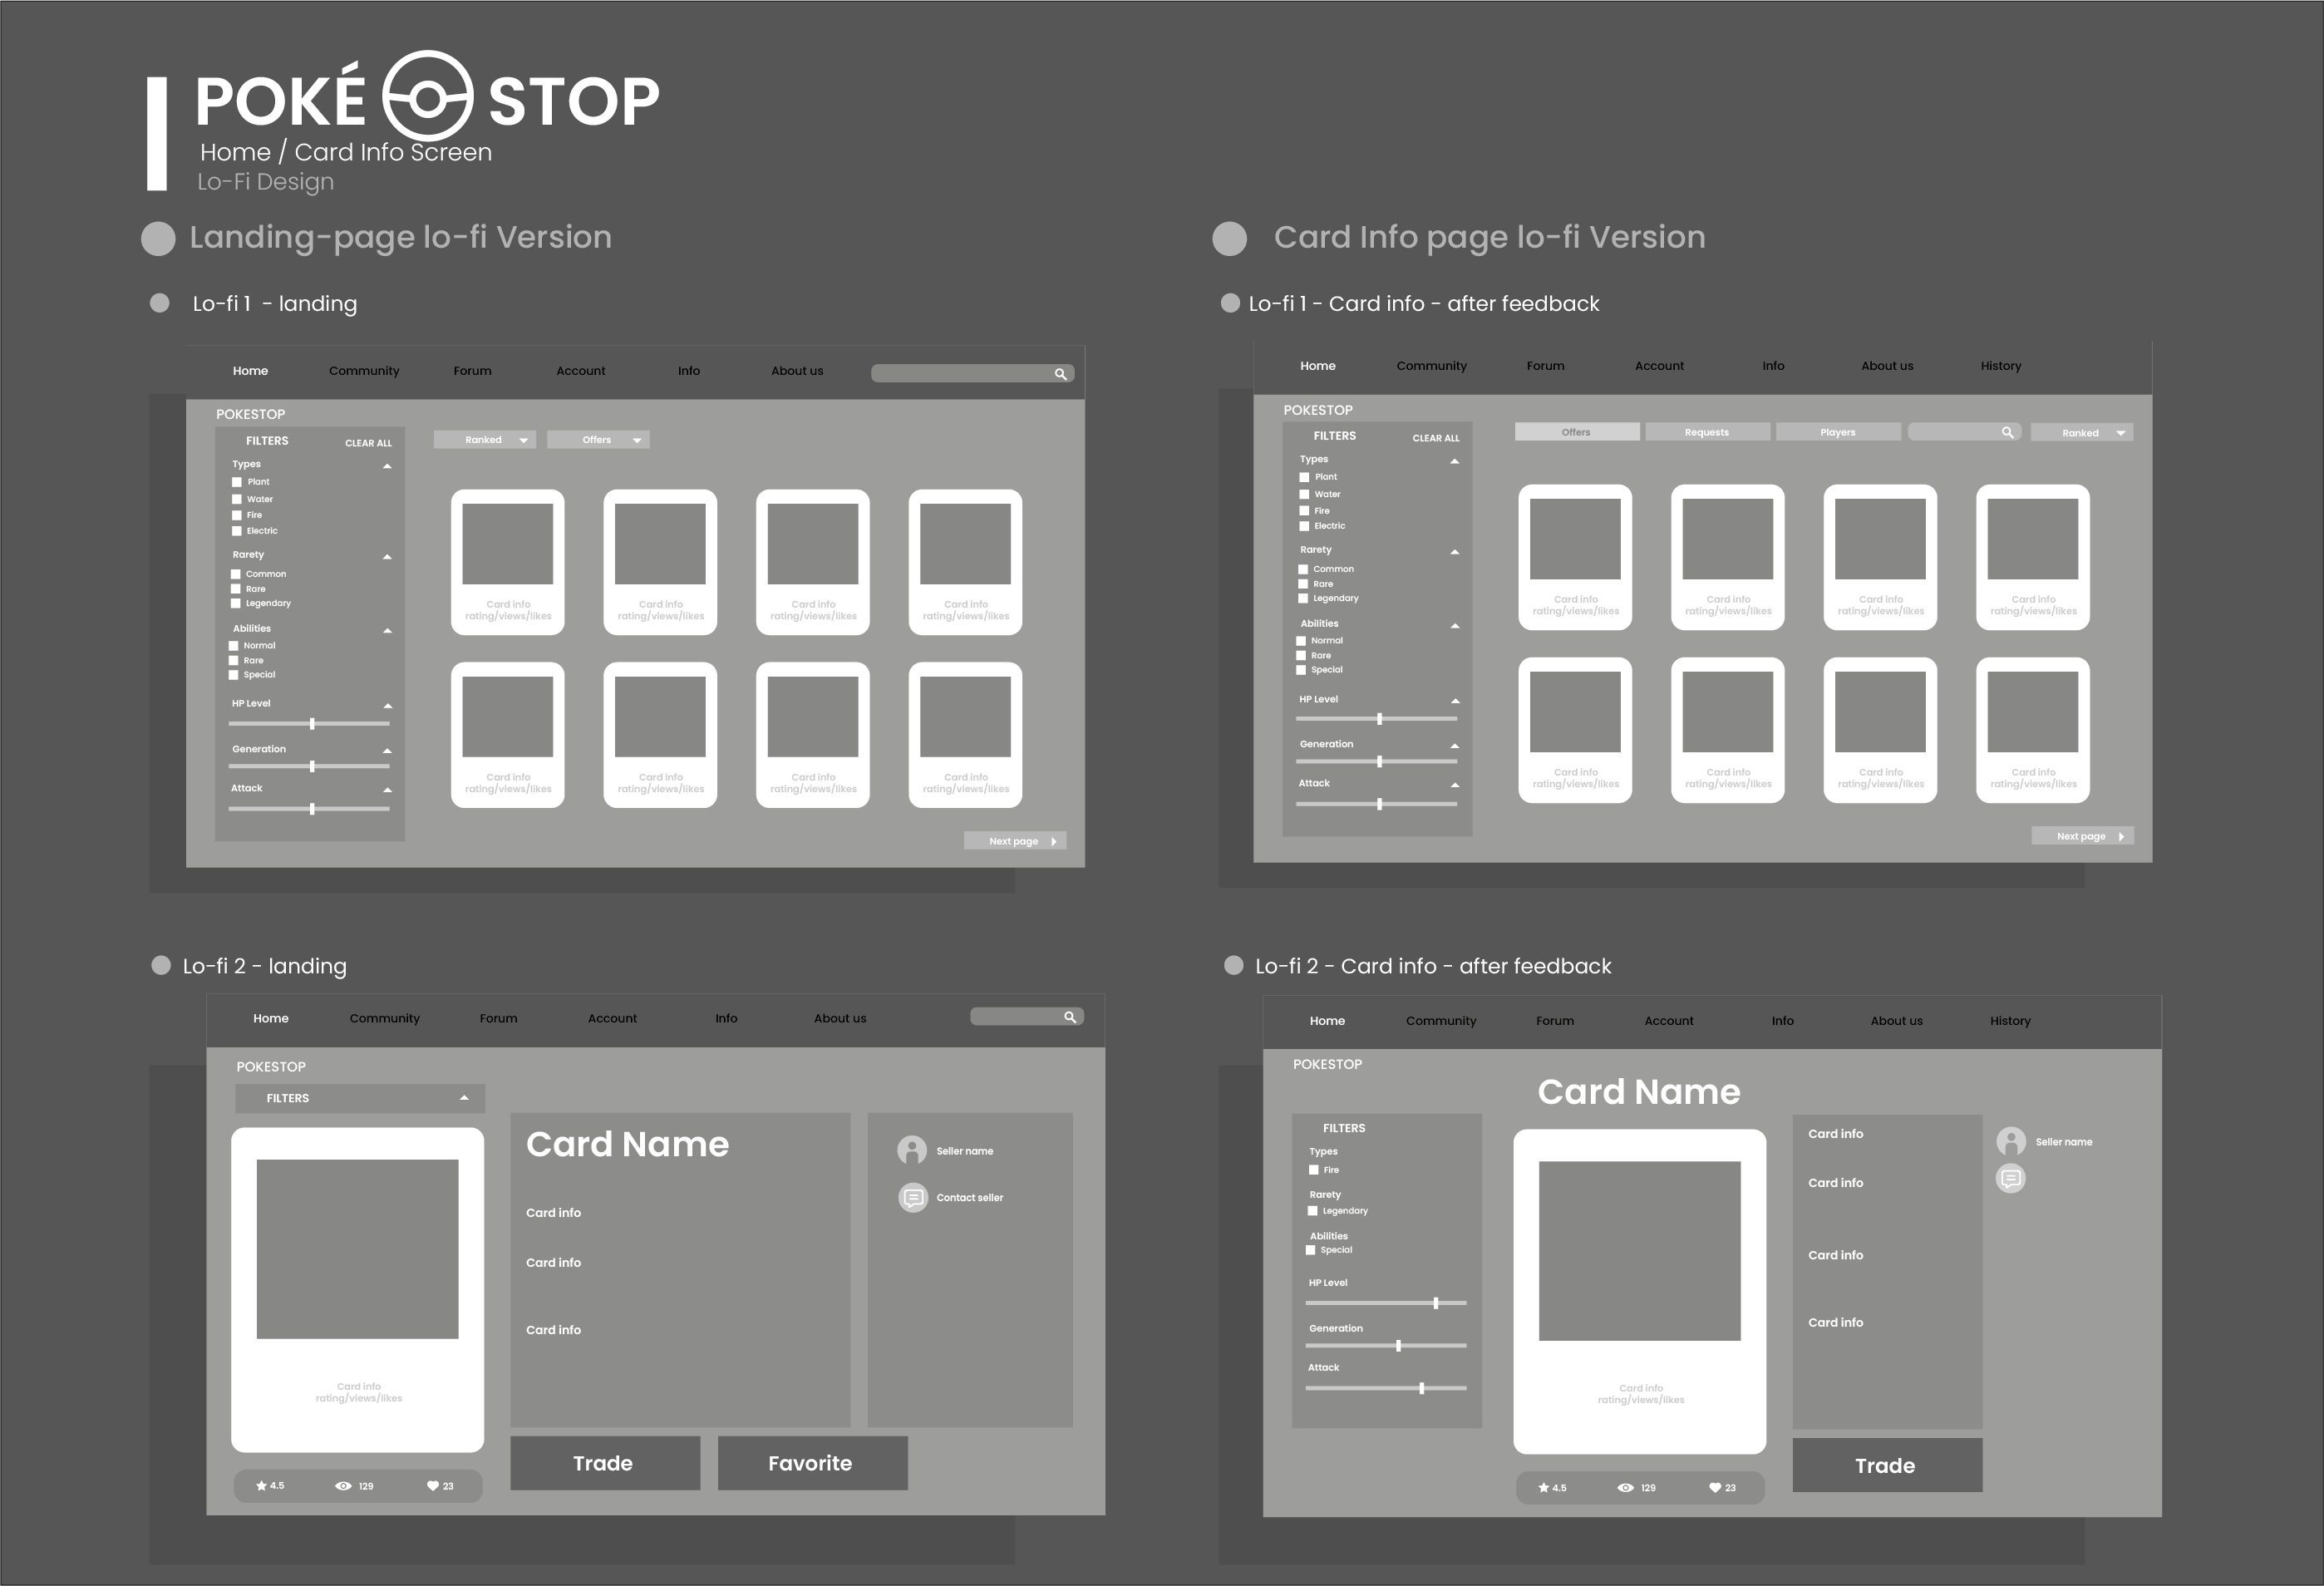 POKÉ STOP
Home / Card Info Screen
Lo-Fi Design
Landing-page lo-fi Version
Lo-fi 1 - landing
Home Community Forum Account Info About us
POKESTOP
FILTERS CLEAR ALL
Ranked Offers
Types
Plant
Water
Fire
Electric
Rarety
Common
Rare
Legendary
Abilities
Normal
Rare
Special
HP Level
Generation
Attack
Card info Card info Card info Card info
rating/views/likes rating/views/likes rating/views/likes rating/views/likes
Card info Card info Card info Card info
rating/views/likes rating/views/likes rating/views/likes rating/views/likes
Next page
Card Info page lo-fi Version
Lo-fi 1 - Card info - after feedback
Home Community Forum Account Info About us History
POKESTOP
FILTERS CLEAR ALL
Offers Requests Players Ranked
Types
Plant
Water
Fire
Electric
Rarety
Common
Rare
Legendary
Abilities
Normal
Rare
Special
HP Level
Generation
Attack
Card info Card info Card info Card info
rating/views/likes rating/views/likes rating/views/likes rating/views/likes
Card info Card info Card info Card info
rating/views/likes rating/views/likes rating/views/likes rating/views/likes
Next page
Lo-fi 2 - landing
Home Community Forum Account Info About us
POKESTOP
FILTERS
Card info
rating/views/likes
4.5 129 23
Card Name
Card info
Card info
Card info
Trade Favorite
Seller name
Contact seller
Lo-fi 2 - Card info - after feedback
Home Community Forum Account Info About us History
POKESTOP
Card Name
FILTERS
Types
Fire
Rarety
Legendary
Abilities
Special
HP Level
Generation
Attack
Card info
rating/views/likes
4.5 129 23
Card info
Card info
Card info
Card info
Trade
Seller name